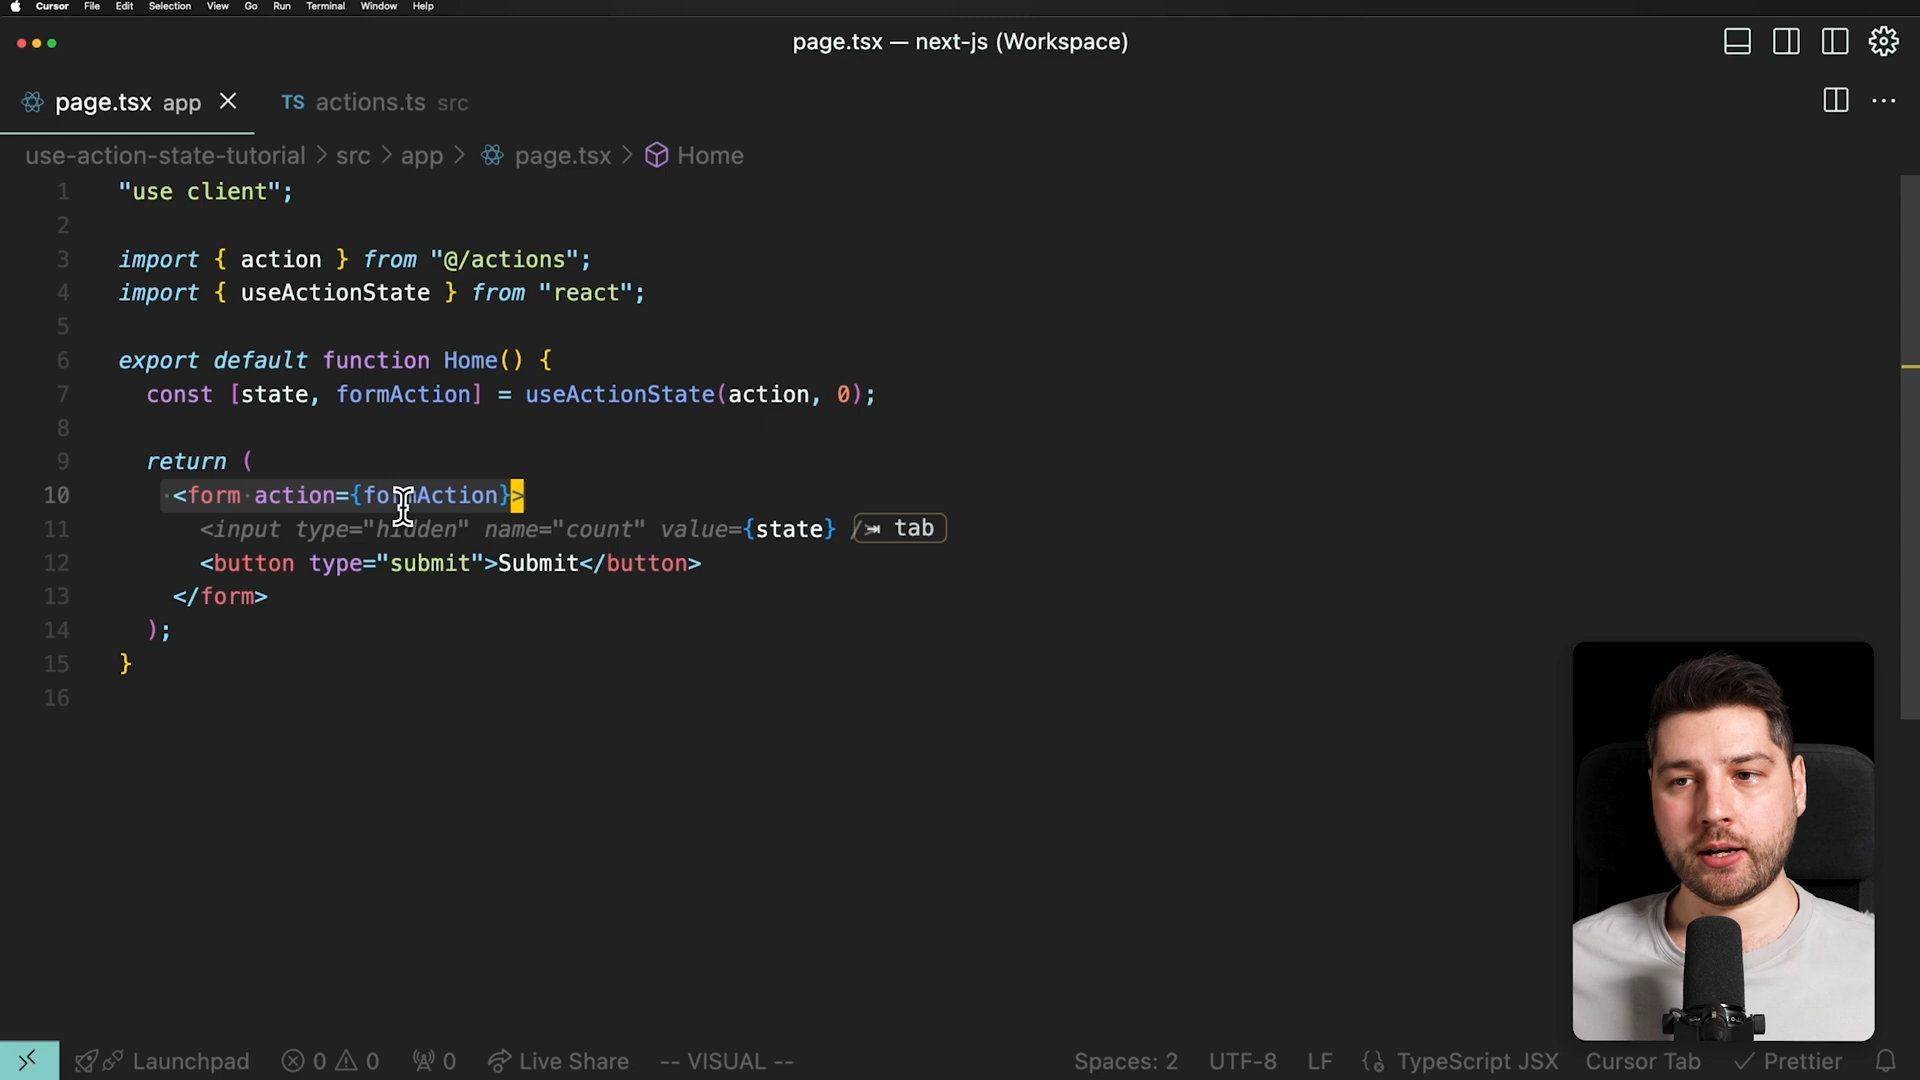 Cursor File Edit Selection View Go Run Terminal Window Help
page.tsx — next-js (Workspace)
page.tsx app TS actions.ts src
use-action-state-tutorial > src > app > page.tsx > Home
1 "use client";
2
3 import { action } from "@/actions";
4 import { useActionState } from "react";
5
6 export default function Home() {
7 const [state, formAction] = useActionState(action, 0);
8
9 return (
10 <form action={formAction}>
11 <input type="hidden" name="count" value={state} /> tab
12 <button type="submit">Submit</button>
13 </form>
14 );
15 }
16
Launchpad 0 0 0 Live Share -- VISUAL -- Spaces: 2 UTF-8 LF {} TypeScript JSX Cursor Tab Prettier